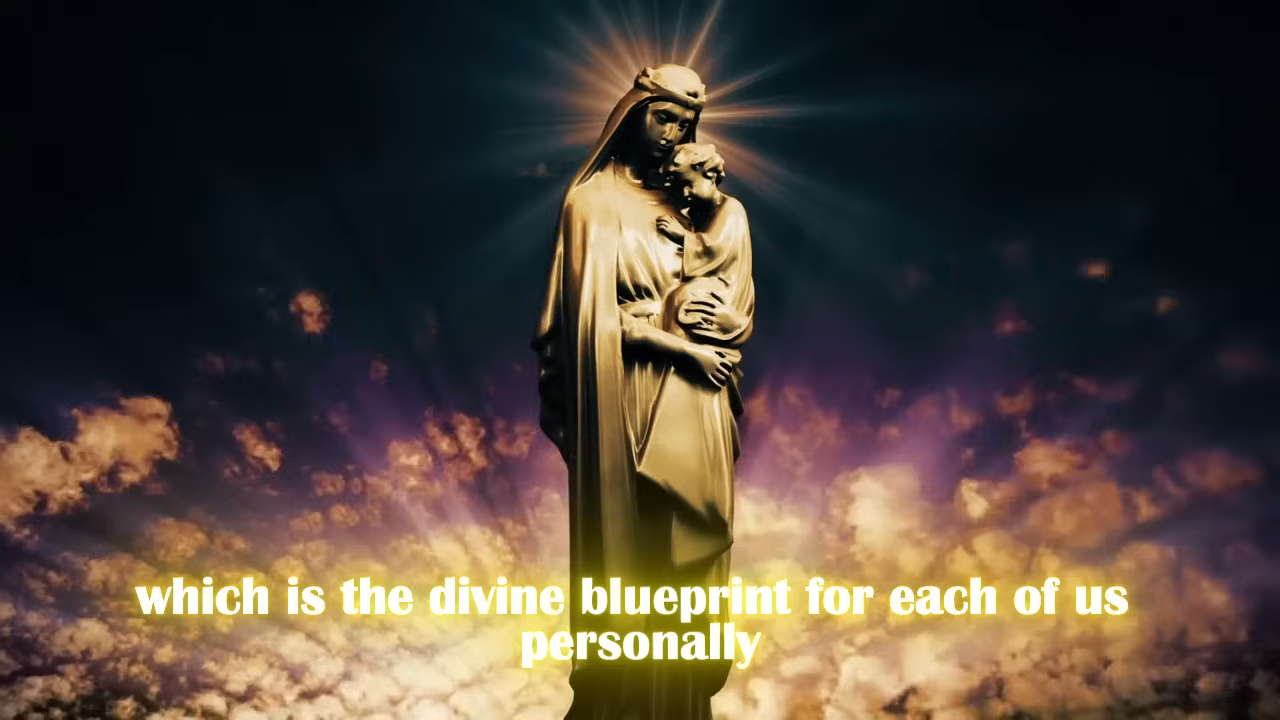 which is the divine blueprint for each of us
personally